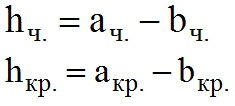 hч. = aч. − bч.
hкр. = aкр. − bкр.